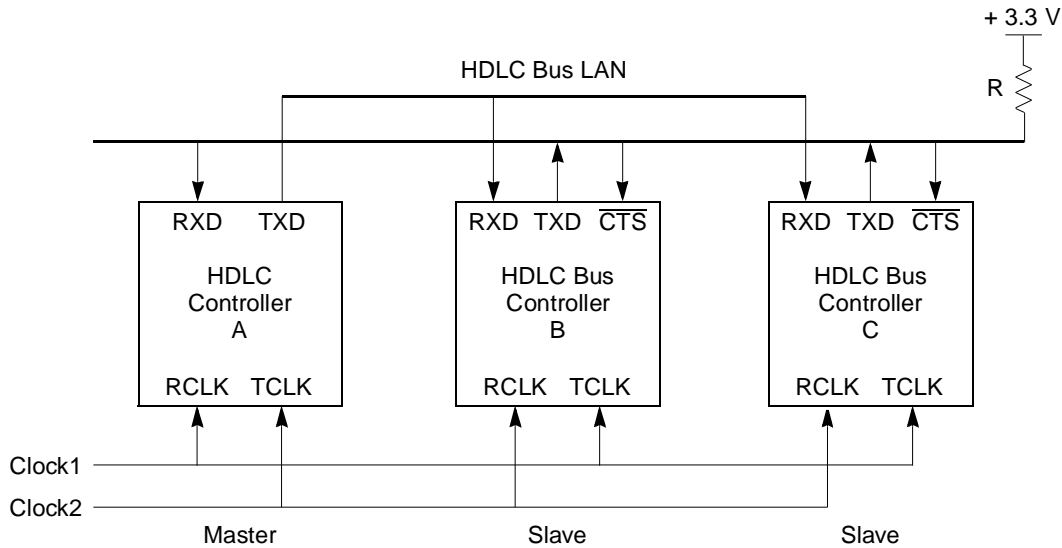 + 3.3 V
HDLC Bus LAN
R
RXD TXD
RXD TXD CTS
RXD TXD CTS
HDLC
Controller
A
HDLC Bus
Controller
B
HDLC Bus
Controller
C
RCLK TCLK
RCLK TCLK
RCLK TCLK
Clock1
Clock2
Master
Slave
Slave